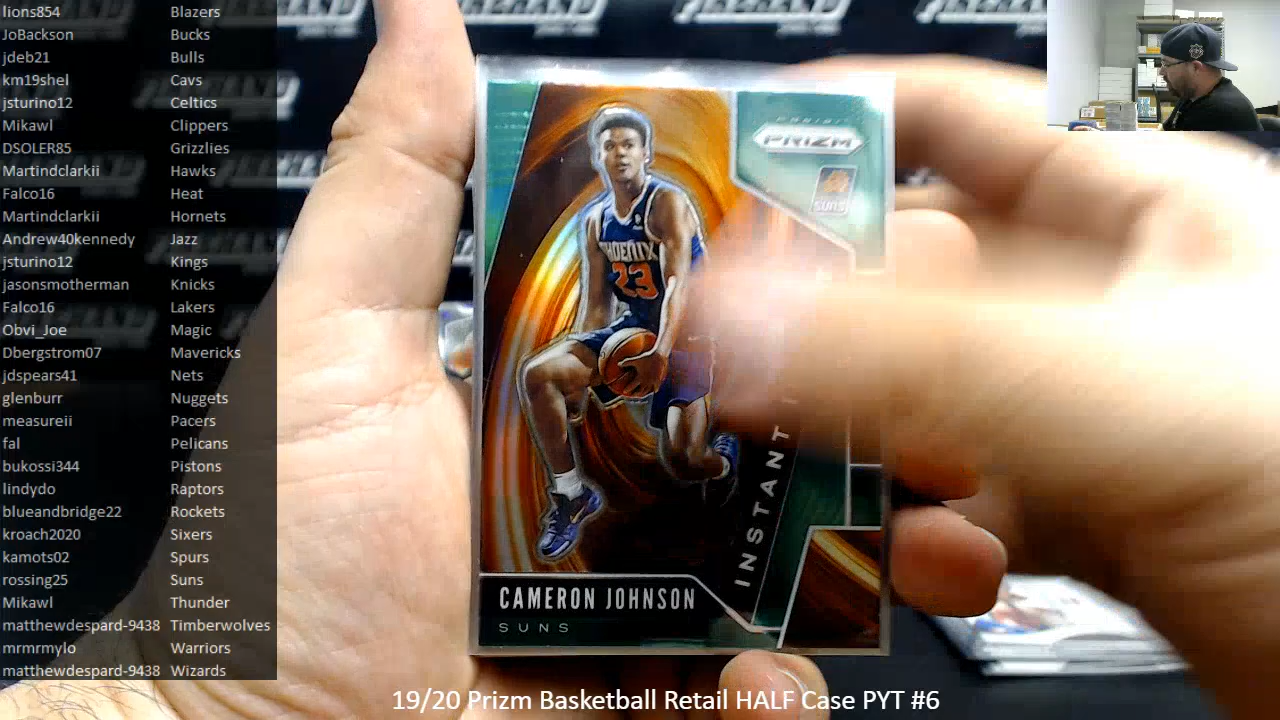 lions854 Blazers
JoBackson Bucks
jdeb21 Bulls
km19shel Cavs
jsturino12 Celtics
Mikawl Clippers
DSOLER85 Grizzlies
Martindclarkii Hawks
Falco16 Heat
Martindclarkii Hornets
Andrew40kennedy Jazz
jsturino12 Kings
jasonsmotherman Knicks
Falco16 Lakers
Obvi_Joe Magic
Dbergstrom07 Mavericks
jdspears41 Nets
glenburr Nuggets
measureii Pacers
fal Pelicans
bukossi344 Pistons
lindydo Raptors
blueandbridge22 Rockets
kroach2020 Sixers
kamots02 Spurs
rossing25 Suns
Mikawl Thunder
matthewdespard-9438 Timberwolves
mrmrmylo Warriors
matthewdespard-9438 Wizards
PANINI
PRIZM
SUNS
PHOENIX
23
INSTANT
CAMERON JOHNSON
SUNS
19/20 Prizm Basketball Retail HALF Case PYT #6